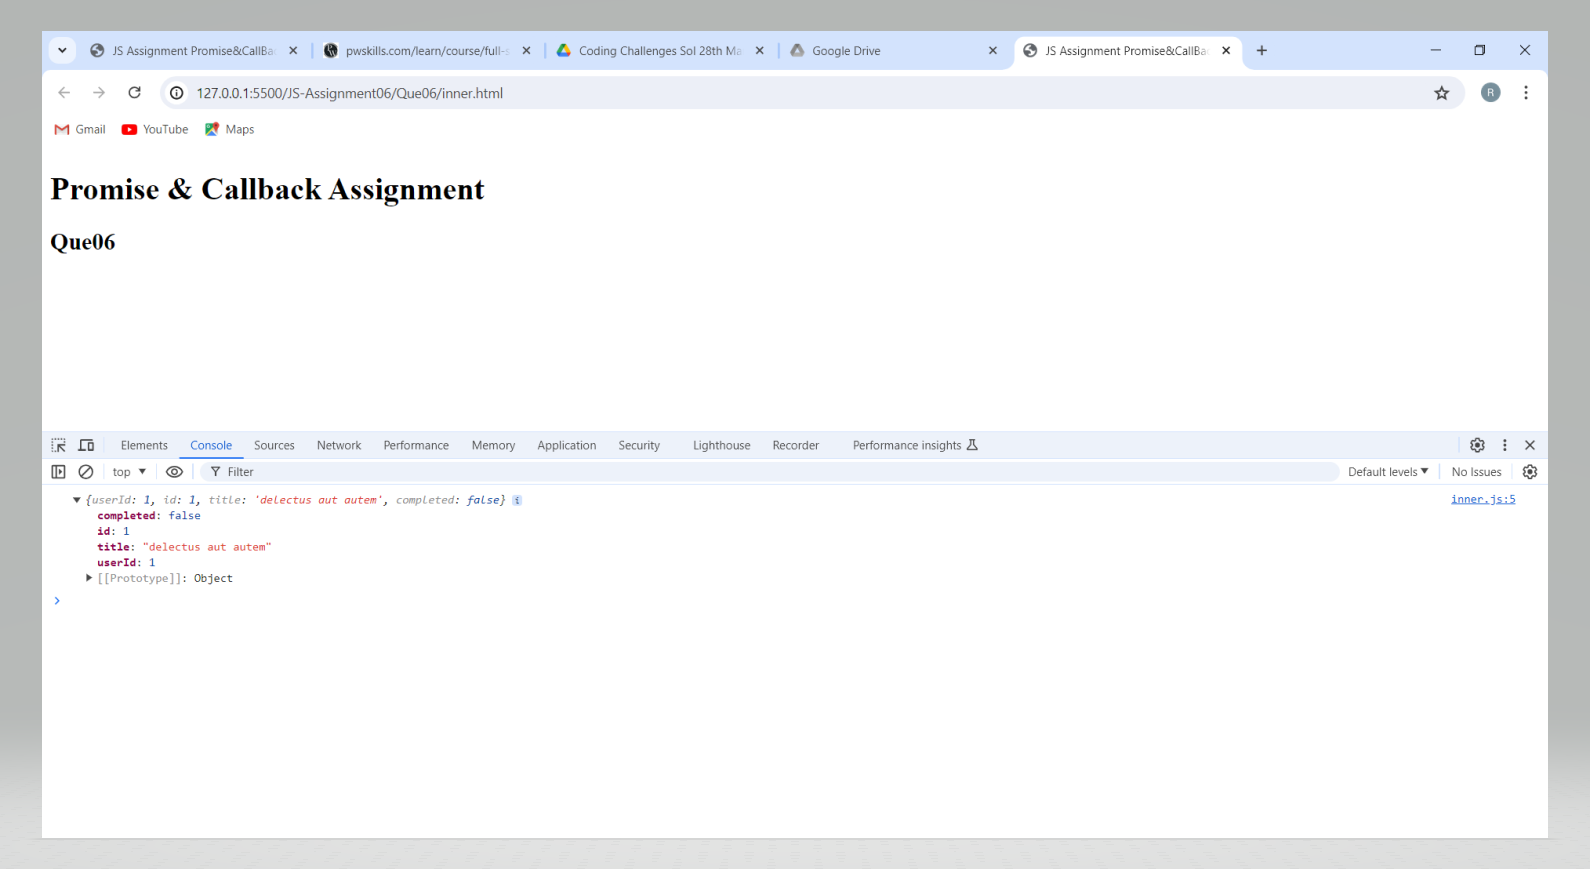 JS Assignment Promise&CallBa
pwskills.com/learn/course/full-s
Coding Challenges Sol 28th Ma
Google Drive
JS Assignment Promise&CallBa
127.0.0.1:5500/JS-Assignment06/Que06/inner.html
R
Gmail YouTube Maps
Promise & Callback Assignment
Que06
Elements Console Sources Network Performance Memory Application Security Lighthouse Recorder Performance insights
top Filter Default levels No Issues
{userId: 1, id: 1, title: 'delectus aut autem', completed: false} i inner.js:5
completed: false
id: 1
title: "delectus aut autem"
userId: 1
[[Prototype]]: Object